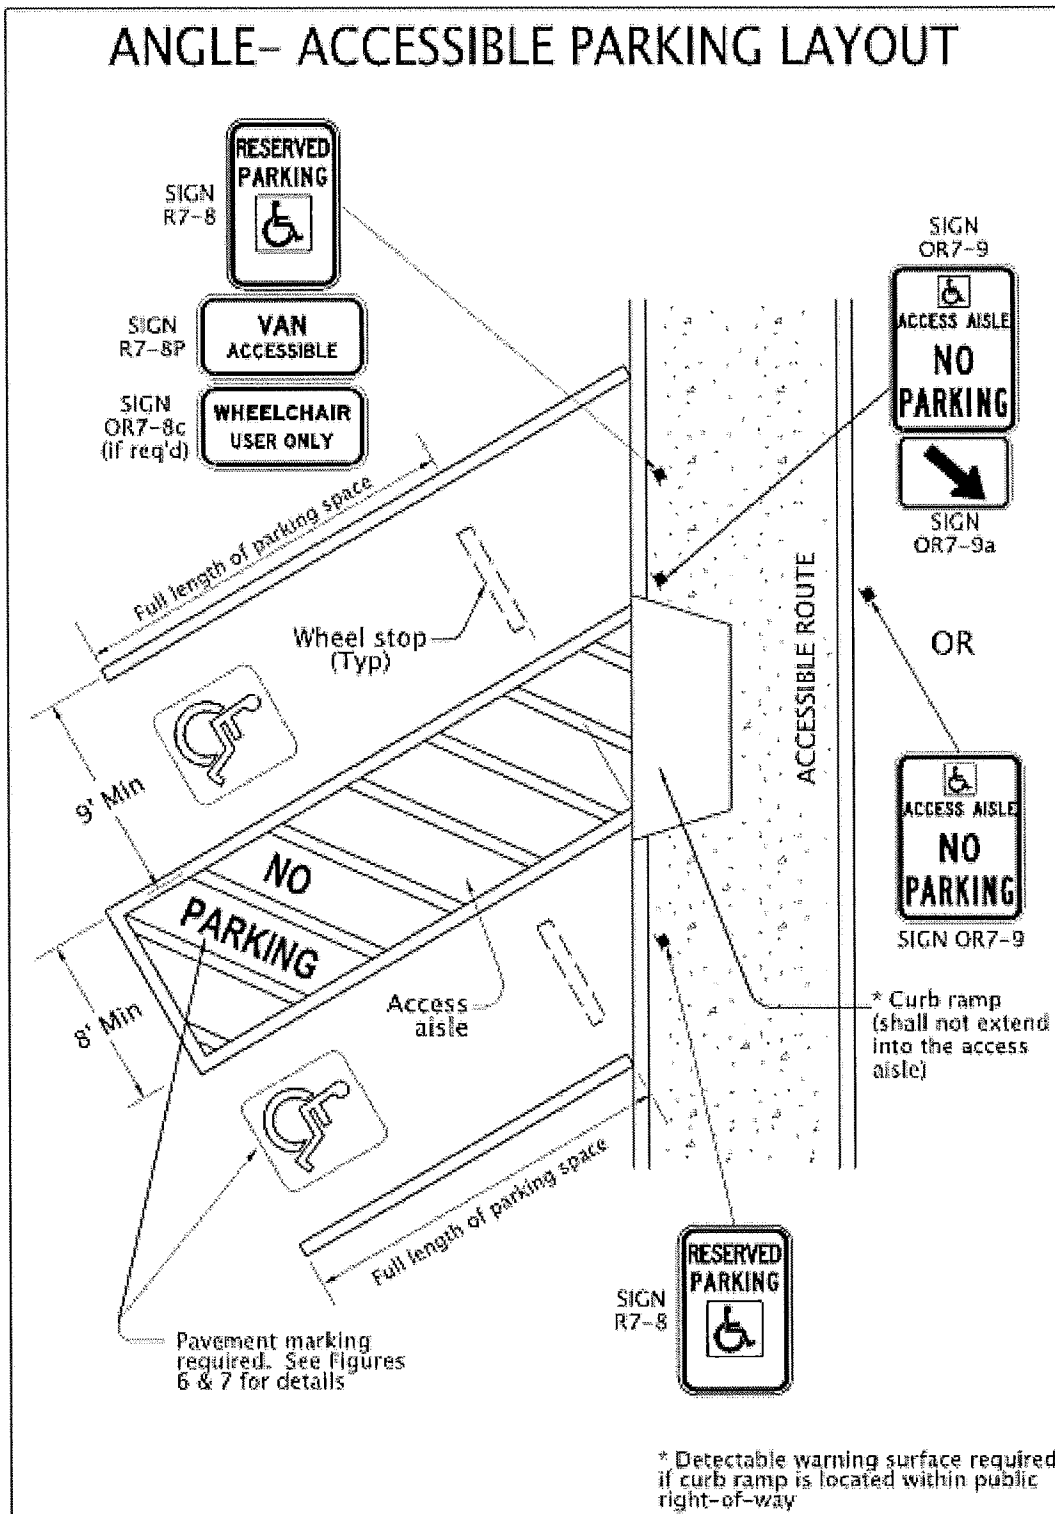 ANGLE- ACCESSIBLE PARKING LAYOUT
RESERVED
PARKING
SIGN
R7-8
VAN
ACCESSIBLE
SIGN
R7-8P
WHEELCHAIR
USER ONLY
SIGN
OR7-8c
(if req'd)
SIGN
OR7-9
ACCESS AISLE
NO
PARKING
SIGN
OR7-9a
Full length of parking space
Wheel stop
(Typ)
ACCESSIBLE ROUTE
OR
9' Min
ACCESS AISLE
NO
PARKING
SIGN OR7-9
NO
PARKING
8' Min
Access
aisle
* Curb ramp
(shall not extend
into the access
aisle)
Full length of parking space
RESERVED
PARKING
SIGN
R7-8
Pavement marking
required. See Figures
6 & 7 for details
* Detectable warning surface required
if curb ramp is located within public
right-of-way